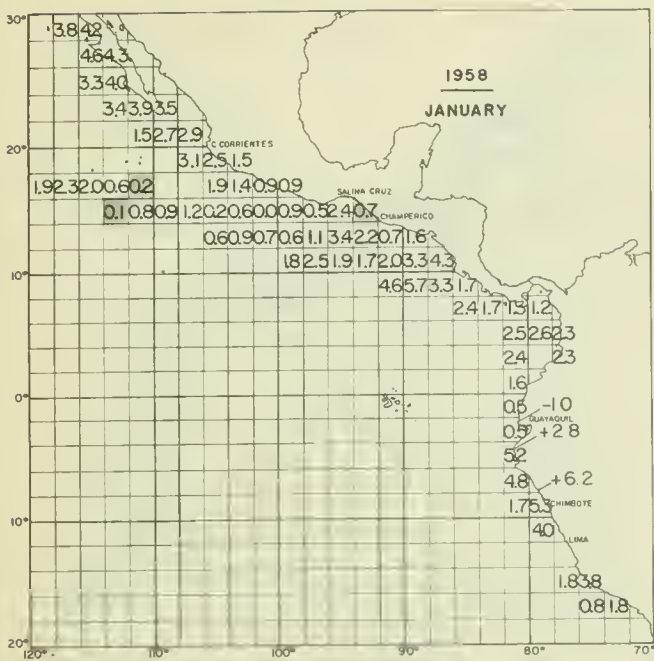 30°
3.8 4.2
4.6 4.3
3.3 4.0
3.4 3.9 3.5
1.5 2.7 2.9
1958
JANUARY
20°
C. CORRIENTES
3.1 2.5 1.5
1.9 2.3 2.0 0.6 0.2 1.9 1.4 0.9 0.9
SALINA CRUZ
0.1 0.8 0.9 1.2 0.2 0.6 0.0 0.9 0.5 2.4 0.7
CHAMPERICO
0.6 0.9 0.7 0.6 1.1 3.4 2.2 0.7 1.6
1.8 2.5 1.9 1.7 2.0 3.3 4.3
10°
4.6 5.7 3.3 1.7
2.4 1.7 1.3 1.2
2.5 2.6 2.3
2.4 2.3
1.6
0°
0.5 -1.0
GUAYAQUIL
0.5 +2.8
5.2
4.8 +6.2
1.7 5.3 CHIMBOTE
10°
4.0
LIMA
1.8 3.8
0.8 1.8
20°
120° 110° 100° 90° 80° 70°